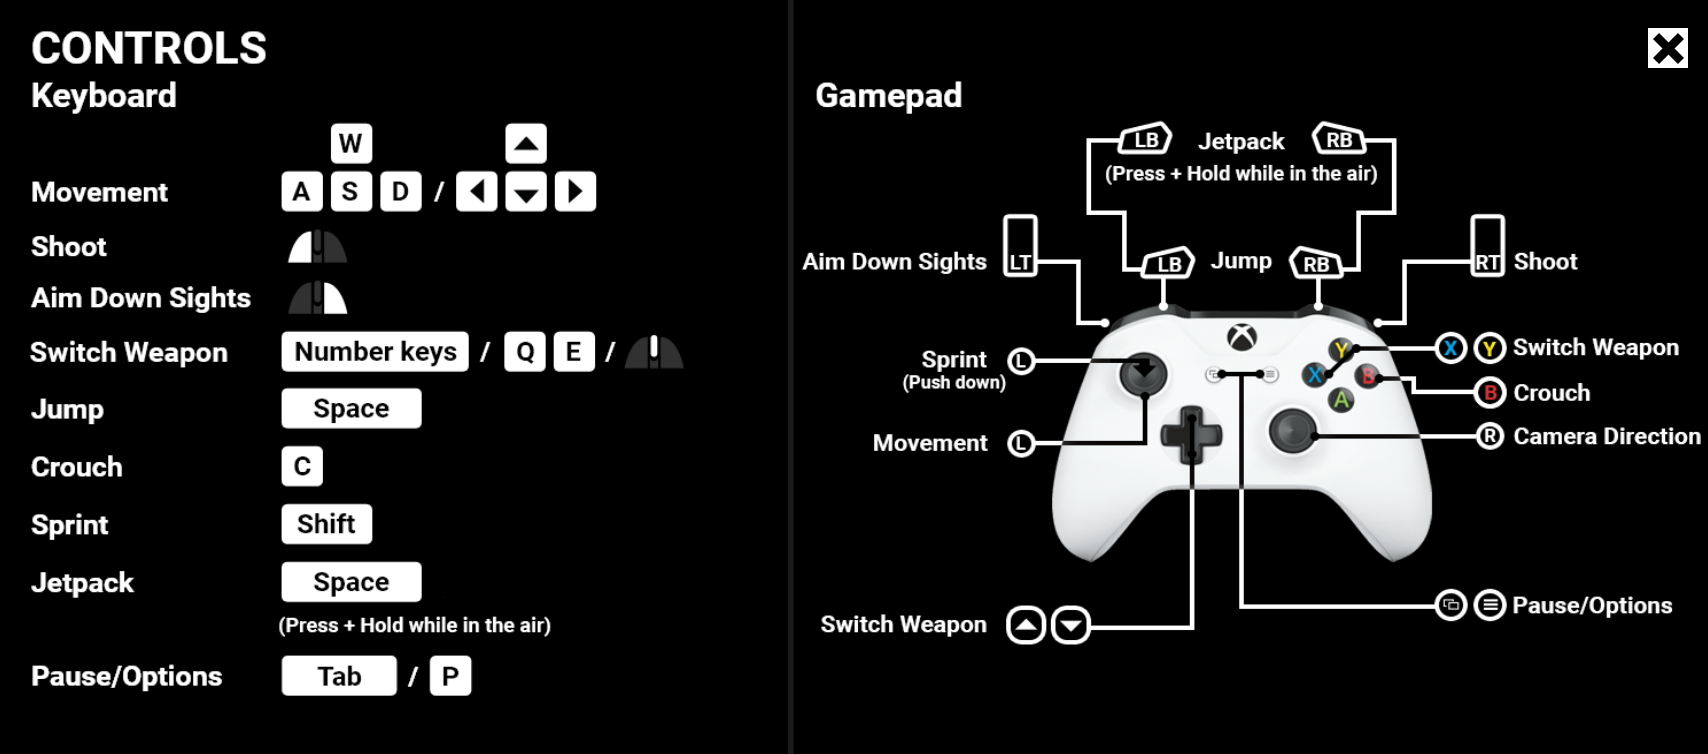 CONTROLS
Keyboard
W
Movement A S D /
Shoot
Aim Down Sights
Switch Weapon Number keys / Q E /
Jump Space
Crouch C
Sprint Shift
Jetpack Space
(Press + Hold while in the air)
Pause/Options Tab / P
Gamepad
LB Jetpack RB
(Press + Hold while in the air)
Aim Down Sights LT LB Jump RB RT Shoot
Sprint L
(Push down)
Movement L
Y
X B
A
X Y Switch Weapon
B Crouch
R Camera Direction
Switch Weapon
Pause/Options